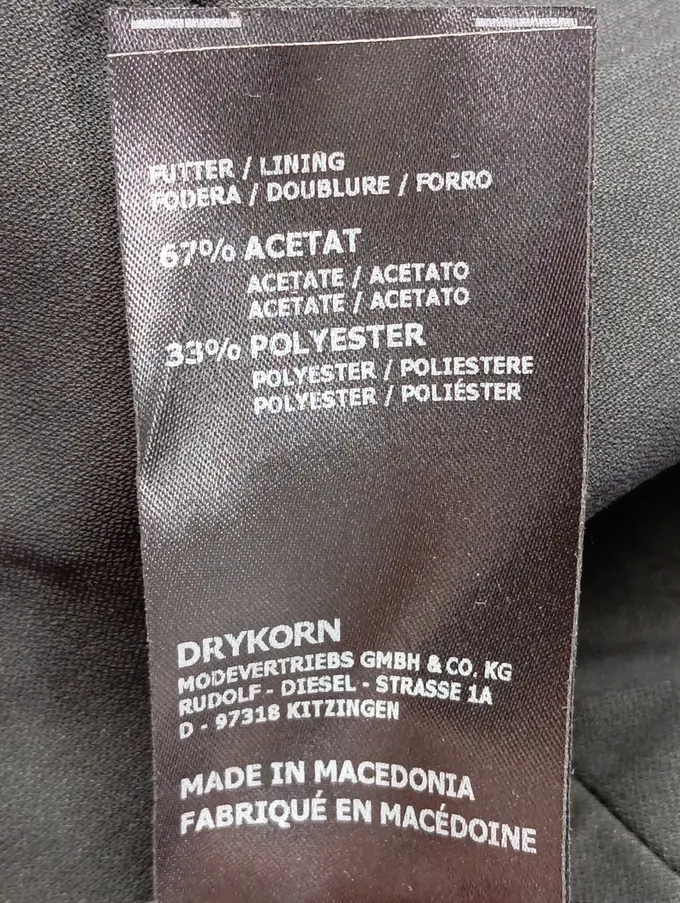 FUTTER / LINING
FODERA / DOUBLURE / FORRO
67% ACETAT
ACETATE / ACETATO
ACETATE / ACETATO
33% POLYESTER
POLYESTER / POLIESTERE
POLYESTER / POLIÉSTER
DRYKORN
MODEVERTRIEBS GMBH & CO. KG
RUDOLF - DIESEL - STRASSE 1A
D - 97318 KITZINGEN
MADE IN MACEDONIA
FABRIQUÉ EN MACÉDOINE